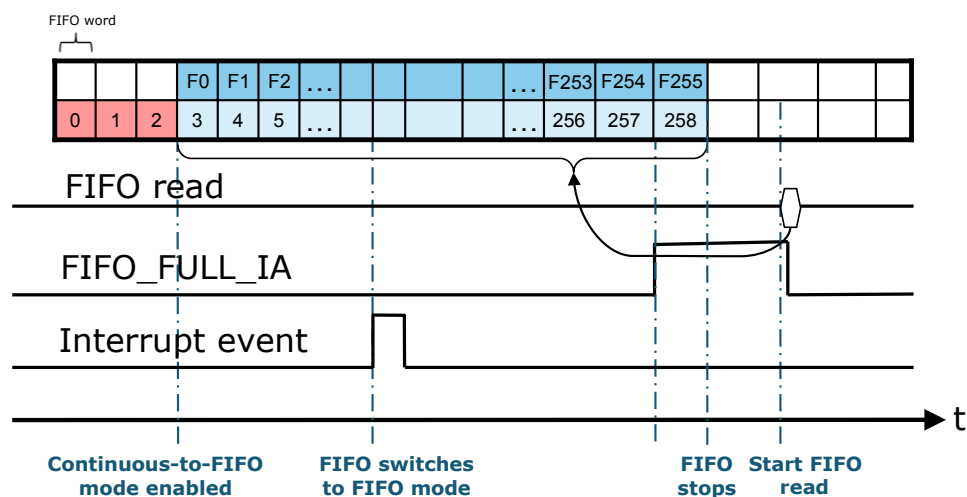 FIFO word
F0 F1 F2 ... ... F253 F254 F255
0 1 2 3 4 5 ... ... 256 257 258
FIFO read
FIFO_FULL_IA
Interrupt event
t
Continuous-to-FIFO
mode enabled
FIFO switches
to FIFO mode
FIFO
stops
Start FIFO
read